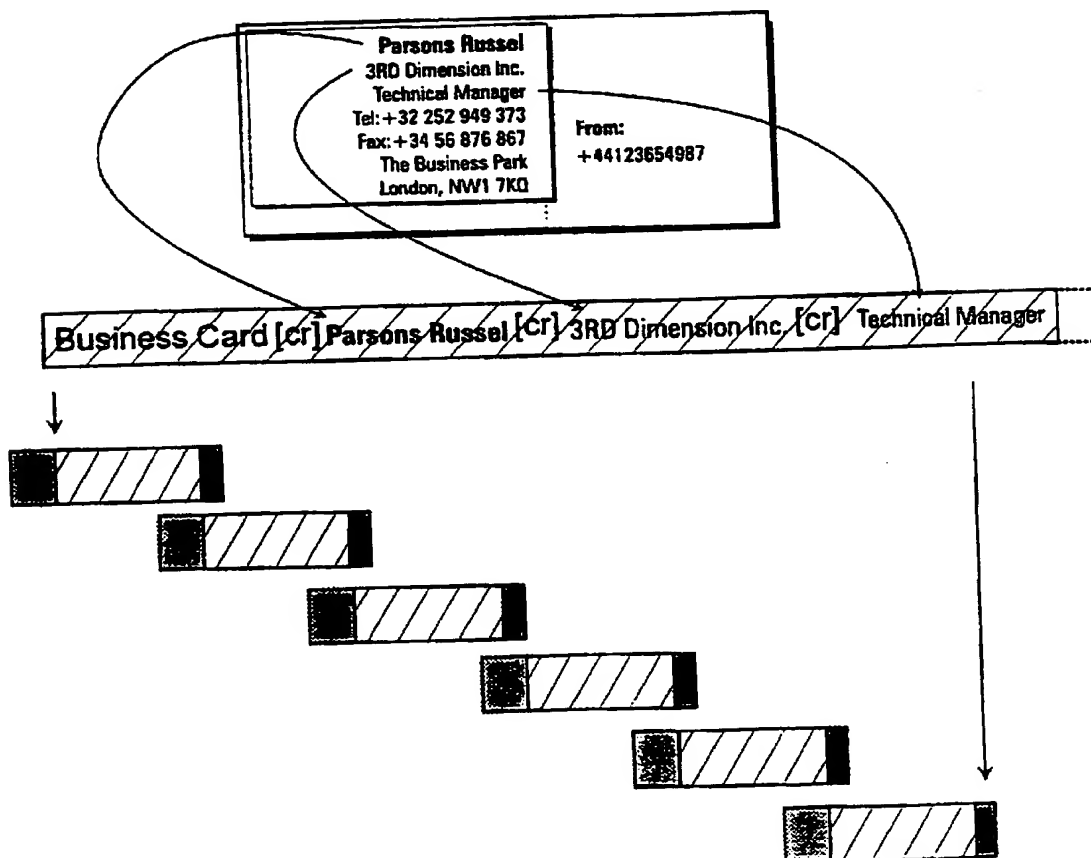 Parsons Russel
3RD Dimension Inc.
Technical Manager
Tel:+32 252 949 373
Fax:+34 56 876 867
The Business Park
London, NW1 7KQ
From:
+44123654987
Business Card [cr] Parsons Russel [cr] 3RD Dimension Inc, [cr] Technical Manager